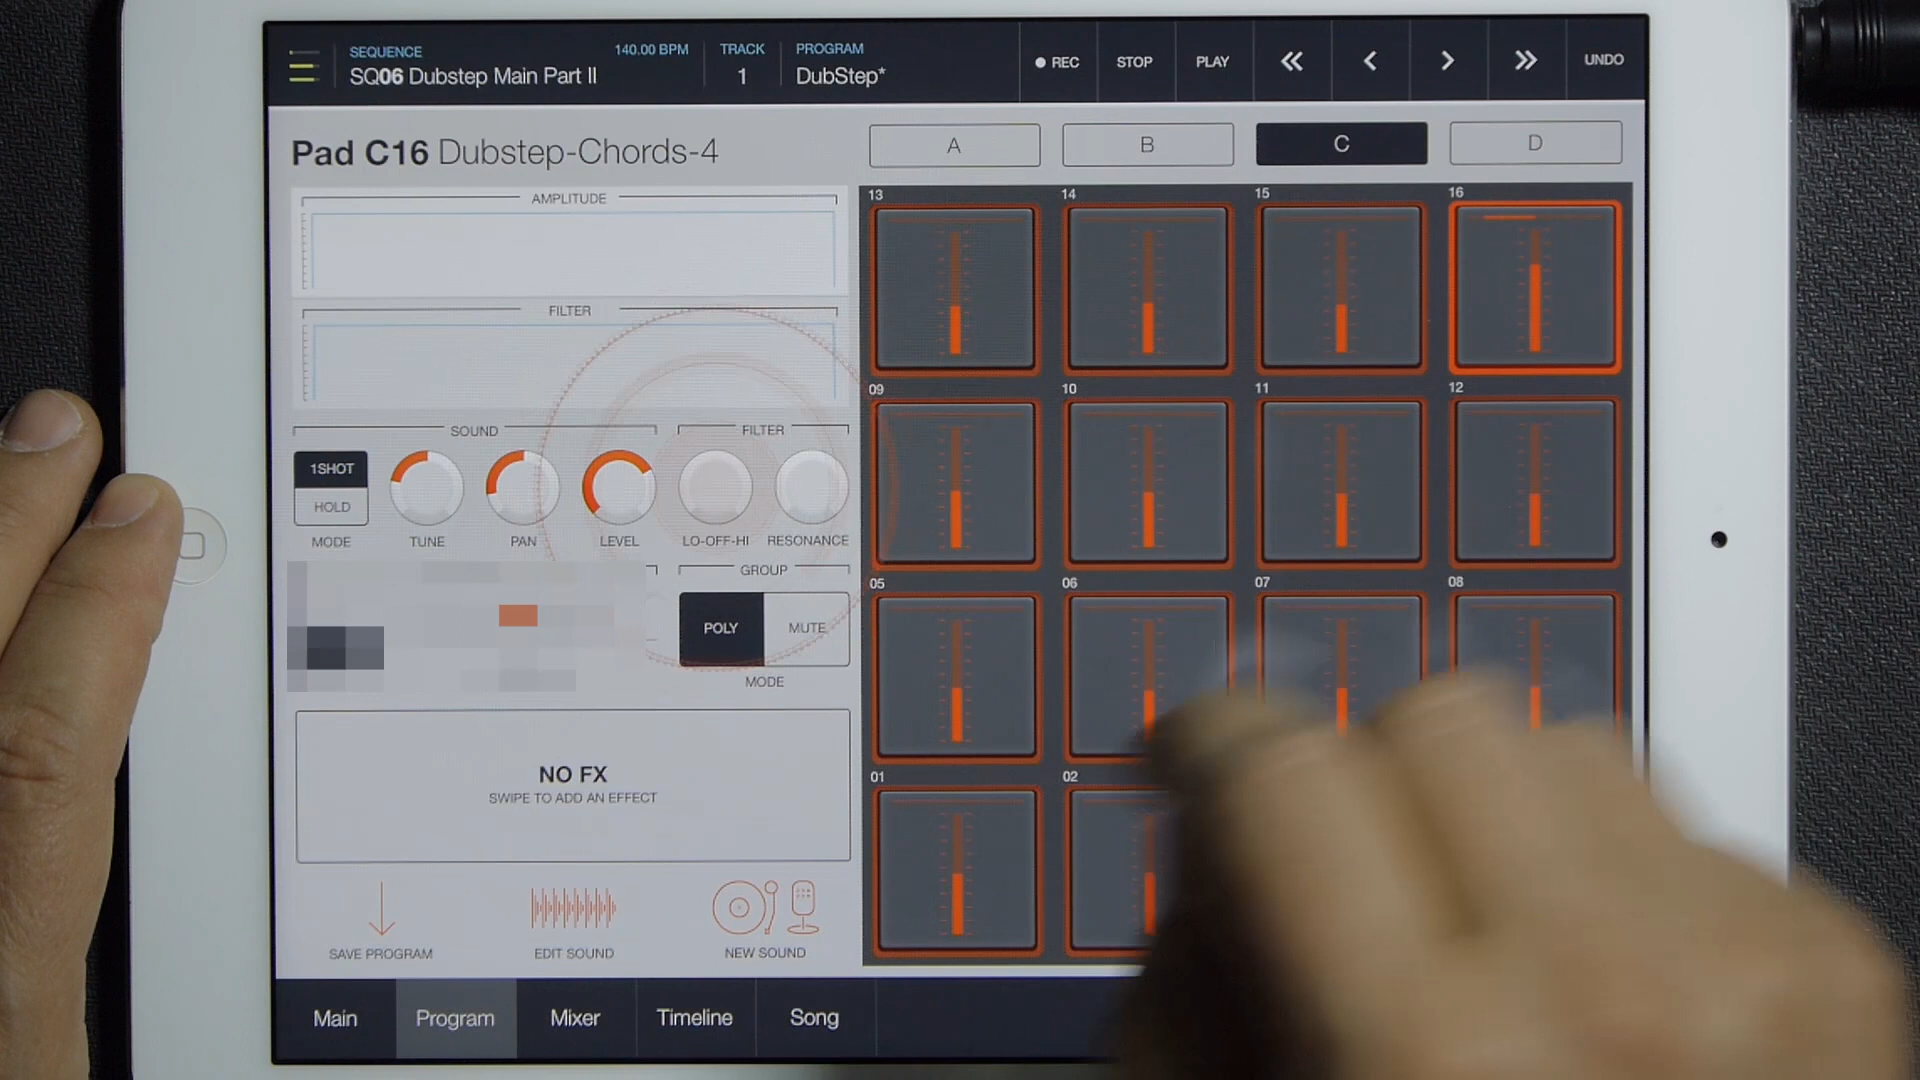 SEQUENCE
140.00 BPM
TRACK
PROGRAM
SQ06 Dubstep Main Part II
1
DubStep*
REC
STOP
PLAY
UNDO
Pad C16 Dubstep-Chords-4
A
B
C
D
AMPLITUDE
FILTER
SOUND
FILTER
1SHOT
HOLD
MODE
TUNE
PAN
LEVEL
LO-OFF-HI
RESONANCE
GROUP
POLY
MUTE
MODE
NO FX
SWIPE TO ADD AN EFFECT
SAVE PROGRAM
EDIT SOUND
NEW SOUND
13
14
15
16
09
10
11
12
05
06
07
08
01
02
Main
Program
Mixer
Timeline
Song